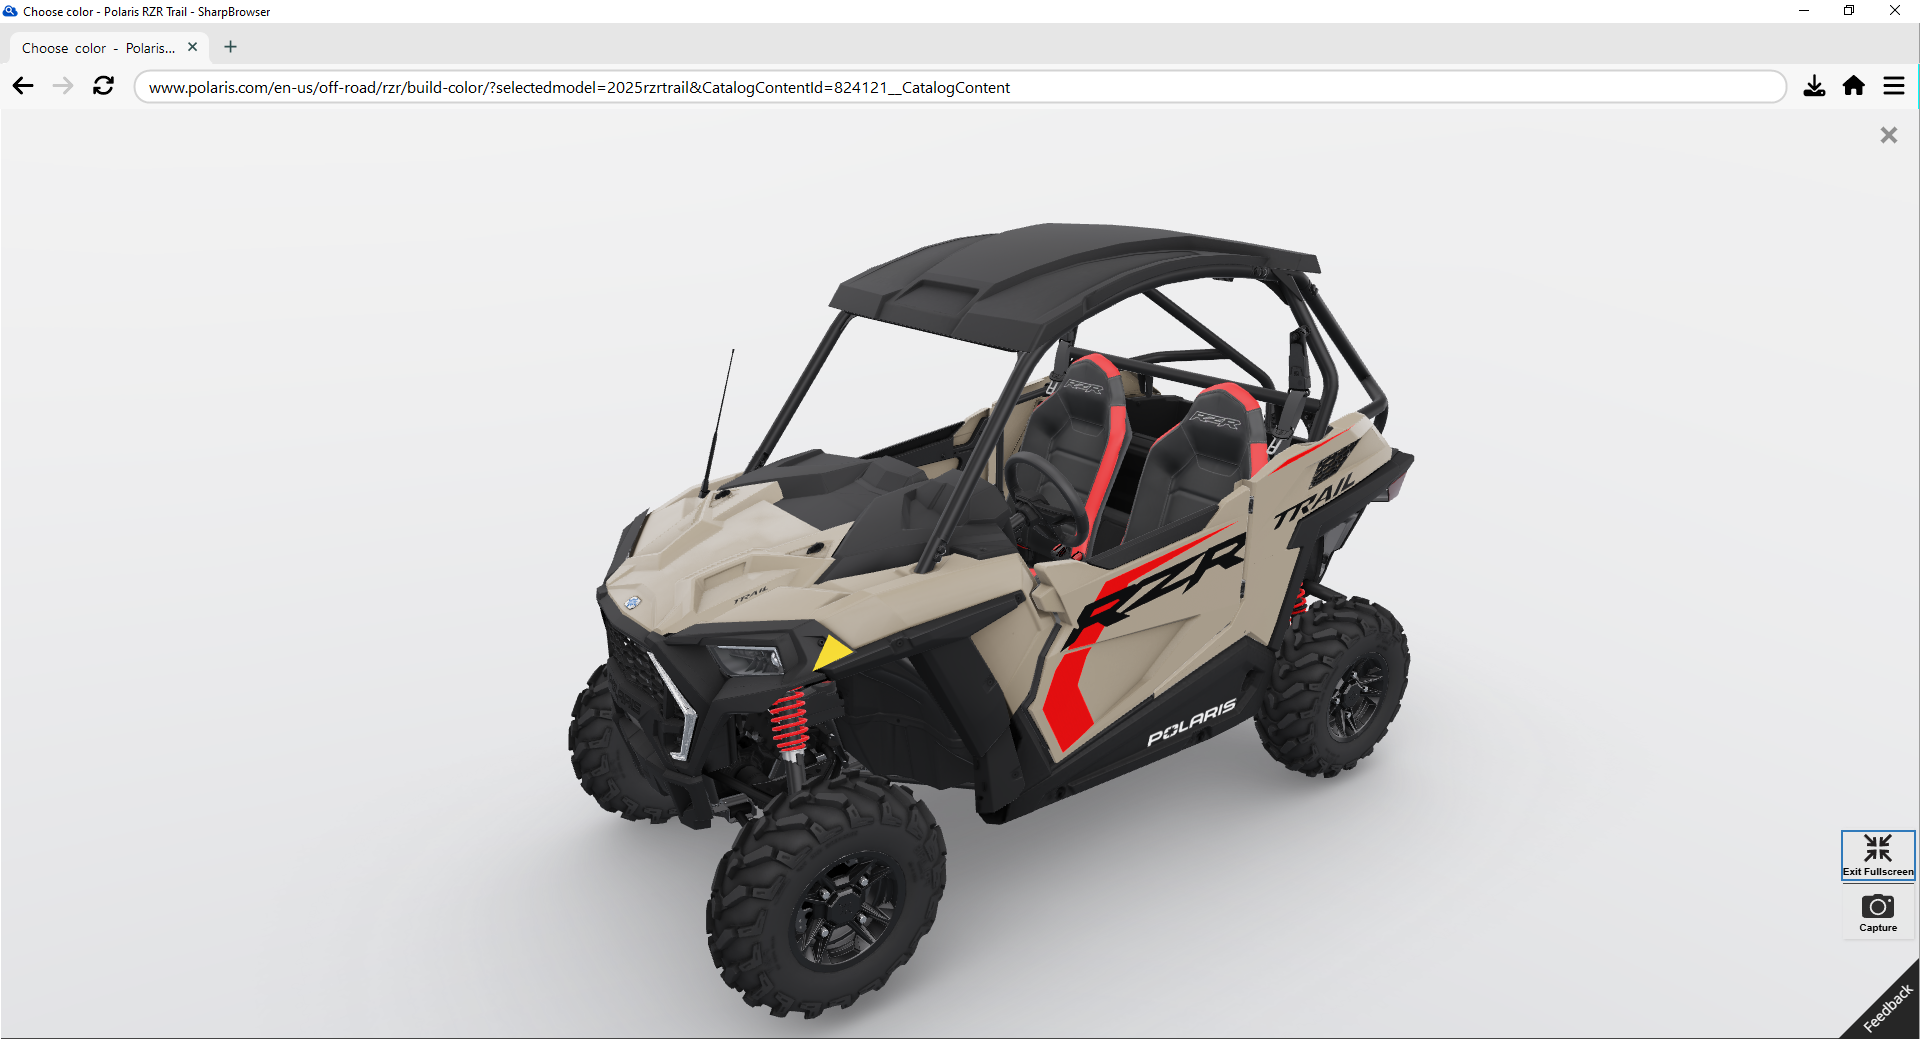 Choose color - Polaris RZR Trail - SharpBrowser
Choose color - Polaris...
www.polaris.com/en-us/off-road/rzr/build-color/?selectedmodel=2025rzrtrail&CatalogContentId=824121__CatalogContent
RZR
RZR
TRAIL
RZR
TRAIL
POLARIS
Exit Fullscreen
Capture
Feedback